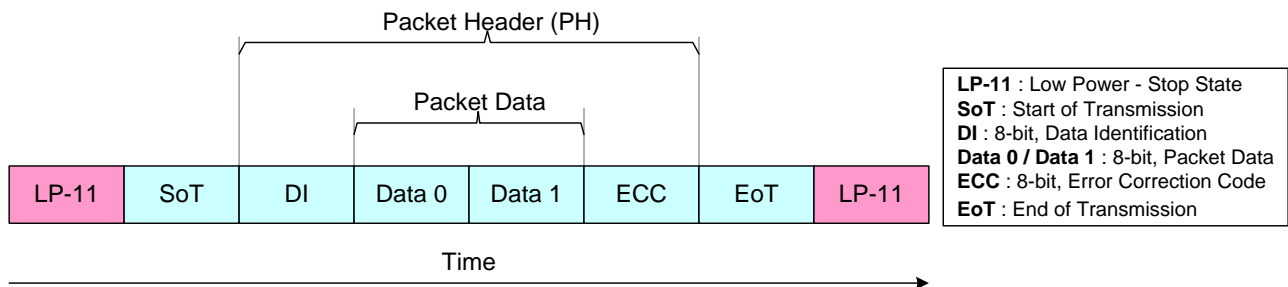 Packet Header (PH)
Packet Data
LP-11 SoT DI Data 0 Data 1 ECC EoT LP-11
Time
LP-11 : Low Power - Stop State
SoT : Start of Transmission
DI : 8-bit, Data Identification
Data 0 / Data 1 : 8-bit, Packet Data
ECC : 8-bit, Error Correction Code
EoT : End of Transmission